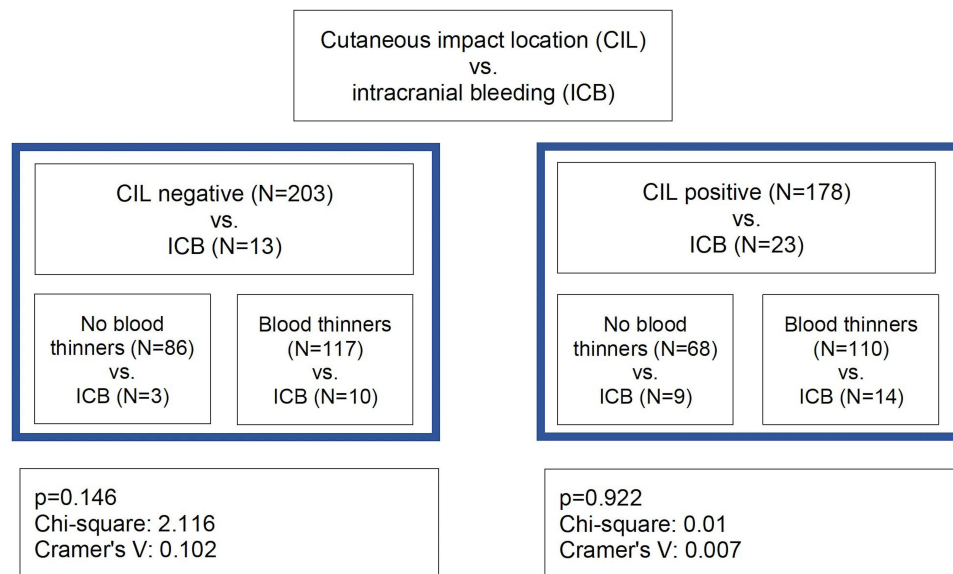 Cutaneous impact location (CIL)
vs.
intracranial bleeding (ICB)
CIL negative (N=203)
vs.
ICB (N=13)
No blood
thinners (N=86)
vs.
ICB (N=3)
Blood thinners
(N=117)
vs.
ICB (N=10)
p=0.146
Chi-square: 2.116
Cramer's V: 0.102
CIL positive (N=178)
vs.
ICB (N=23)
No blood
thinners (N=68)
vs.
ICB (N=9)
Blood thinners
(N=110)
vs.
ICB (N=14)
p=0.922
Chi-square: 0.01
Cramer's V: 0.007